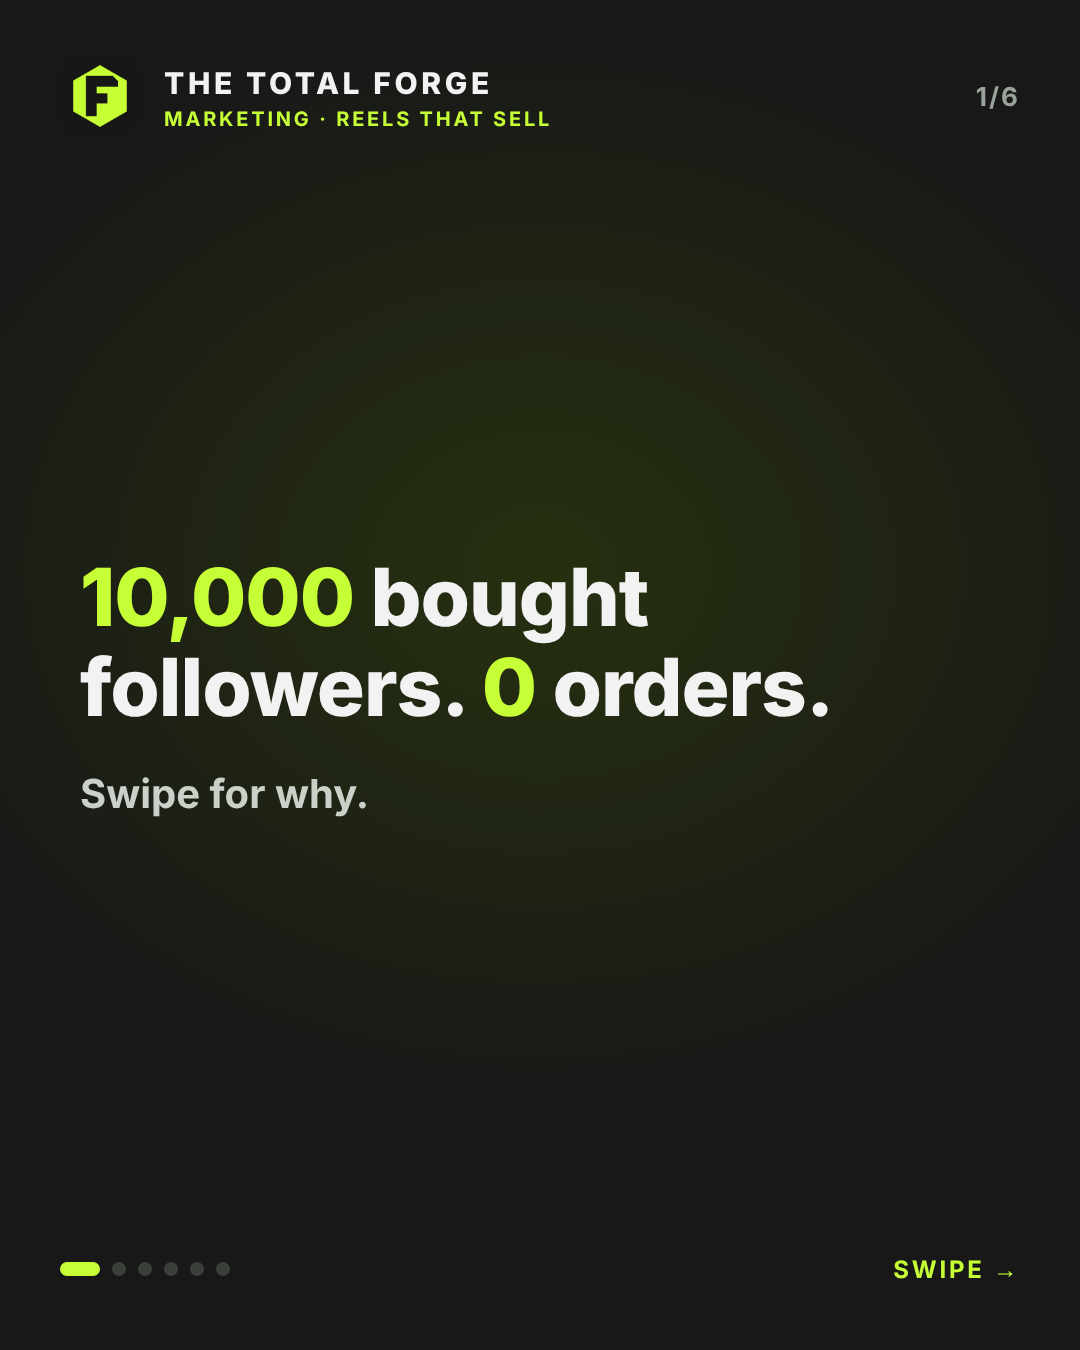 THE TOTAL FORGE
MARKETING · REELS THAT SELL
1/6
10,000 bought
followers. 0 orders.
Swipe for why.
SWIPE →